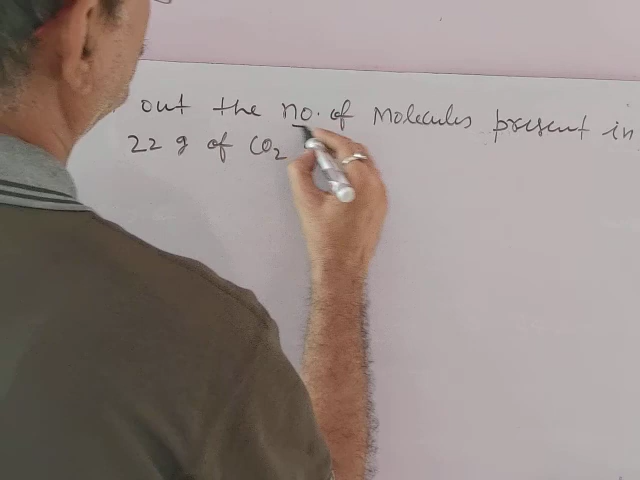 out the no. of Molecules present in
22 g of CO₂